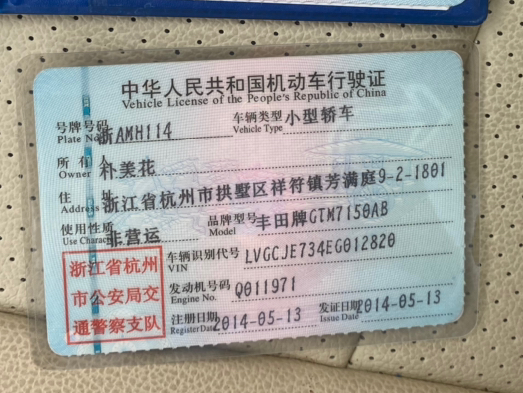 中华人民共和国机动车行驶证
Vehicle License of the People's Republic of China
号牌号码 浙AMH114 车辆类型 小型轿车
Plate No. Vehicle Type
所有人 朴美花
Owner
住址 浙江省杭州市拱墅区祥符镇芳满庭9-2-1801
Address
使用性质 非营运 品牌型号 丰田牌GTM7150AB
Use Character Model
浙江省杭州
市公安局交
通警察支队
车辆识别代号 LVGCJE734EG012820
VIN
发动机号码 Q011971
Engine No.
注册日期 2014-05-13 发证日期 2014-05-13
Register Date Issue Date